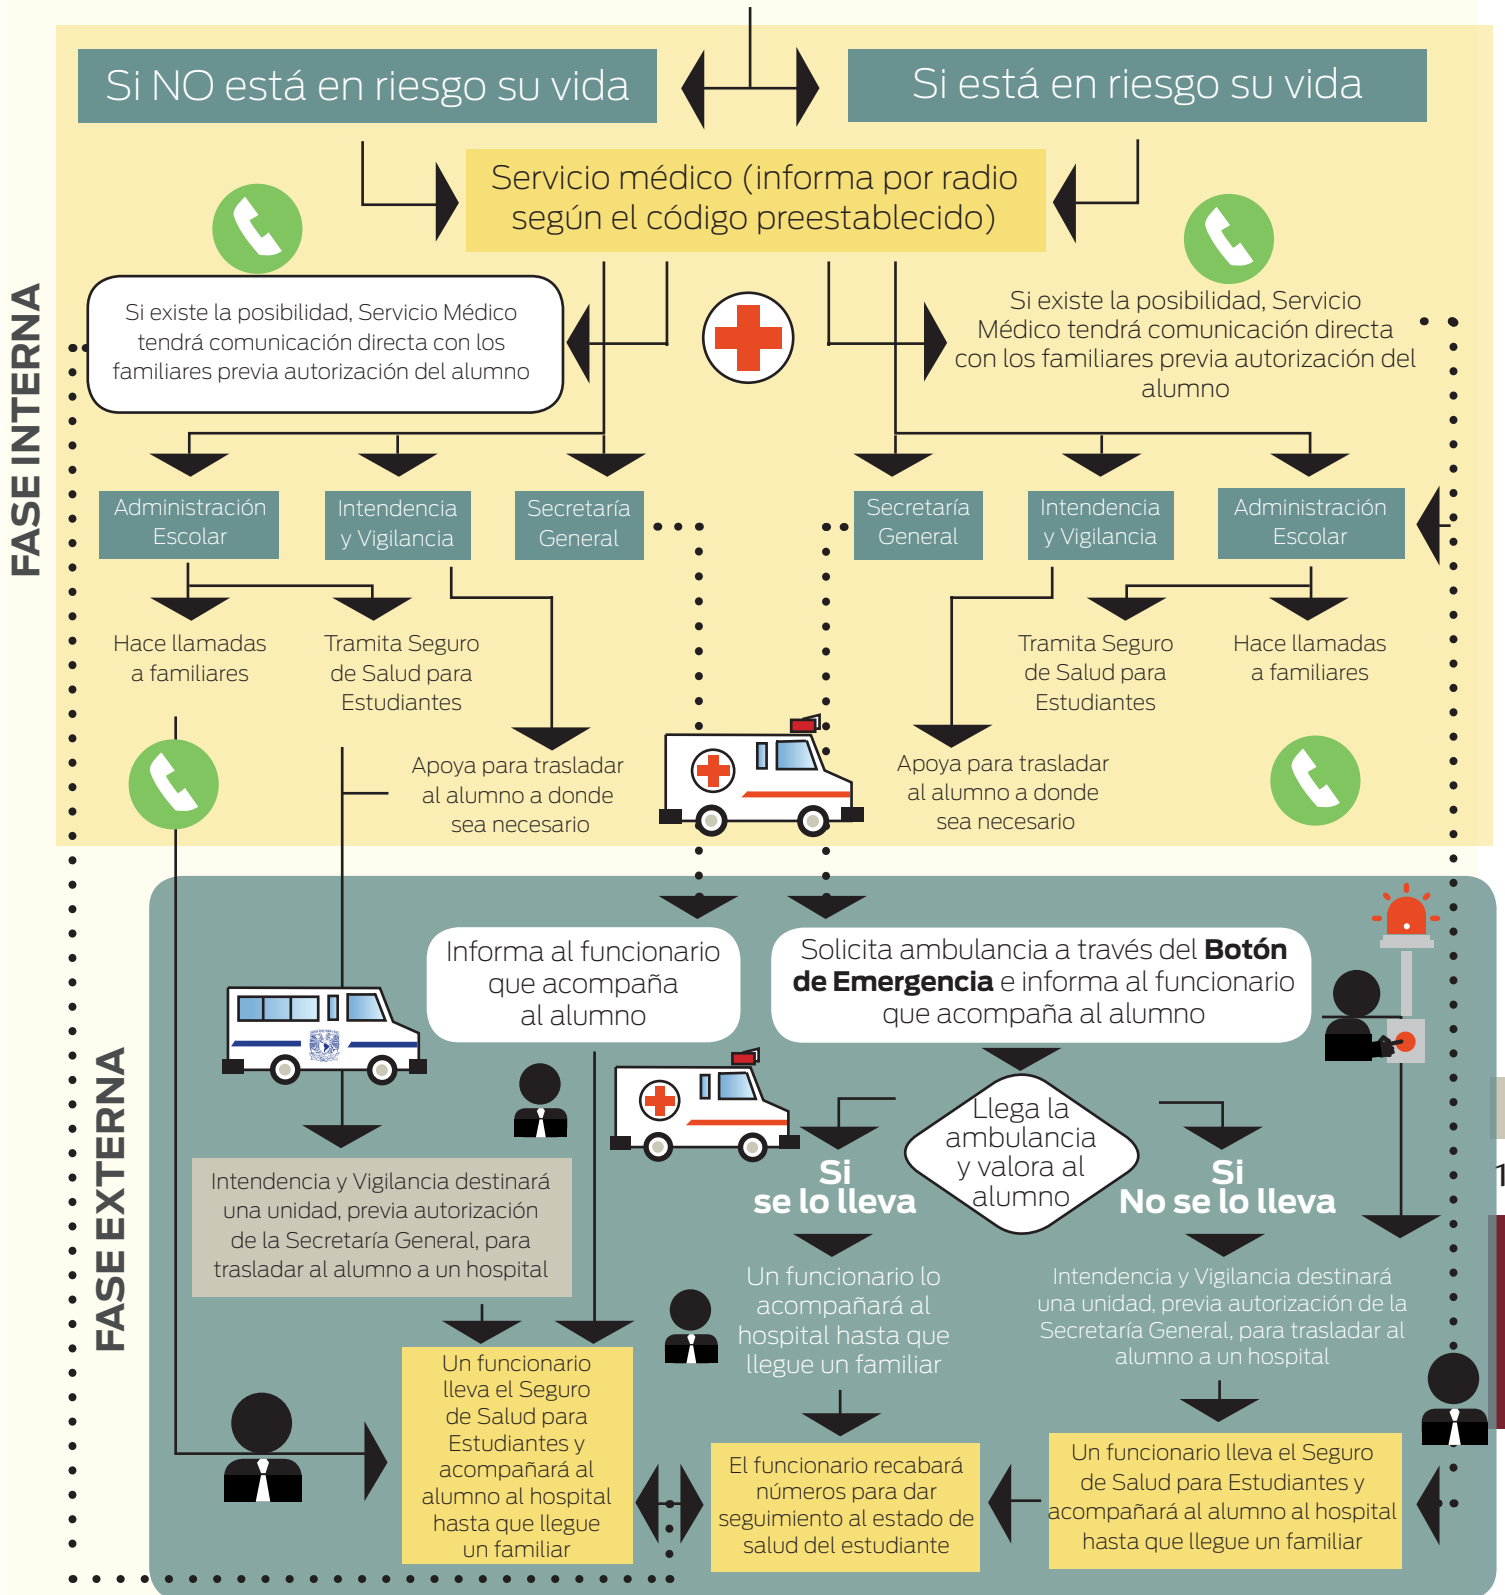 Si NO está en riesgo su vida
Si está en riesgo su vida
Servicio médico (informa por radio
según el código preestablecido)
FASE INTERNA
Si existe la posibilidad, Servicio Médico
tendrá comunicación directa con los
familiares previa autorización del alumno
Si existe la posibilidad, Servicio
Médico tendrá comunicación directa
con los familiares previa autorización del
alumno
Administración
Escolar
Intendencia
y Vigilancia
Secretaría
General
Secretaría
General
Intendencia
y Vigilancia
Administración
Escolar
Hace llamadas
a familiares
Tramita Seguro
de Salud para
Estudiantes
Tramita Seguro
de Salud para
Estudiantes
Hace llamadas
a familiares
Apoya para trasladar
al alumno a donde
sea necesario
Apoya para trasladar
al alumno a donde
sea necesario
FASE EXTERNA
Informa al funcionario
que acompaña
al alumno
Solicita ambulancia a través del Botón
de Emergencia e informa al funcionario
que acompaña al alumno
Llega la
ambulancia
y valora al
alumno
Si
se lo lleva
Si
No se lo lleva
1
Intendencia y Vigilancia destinará
una unidad, previa autorización
de la Secretaría General, para
trasladar al alumno a un hospital
Un funcionario lo
acompañará al
hospital hasta que
llegue un familiar
Intendencia y Vigilancia destinará
una unidad, previa autorización de la
Secretaría General, para trasladar al
alumno a un hospital
Un funcionario
lleva el Seguro
de Salud para
Estudiantes y
acompañará al
alumno al hospital
hasta que llegue
un familiar
El funcionario recabará
números para dar
seguimiento al estado de
salud del estudiante
Un funcionario lleva el Seguro
de Salud para Estudiantes y
acompañará al alumno al hospital
hasta que llegue un familiar